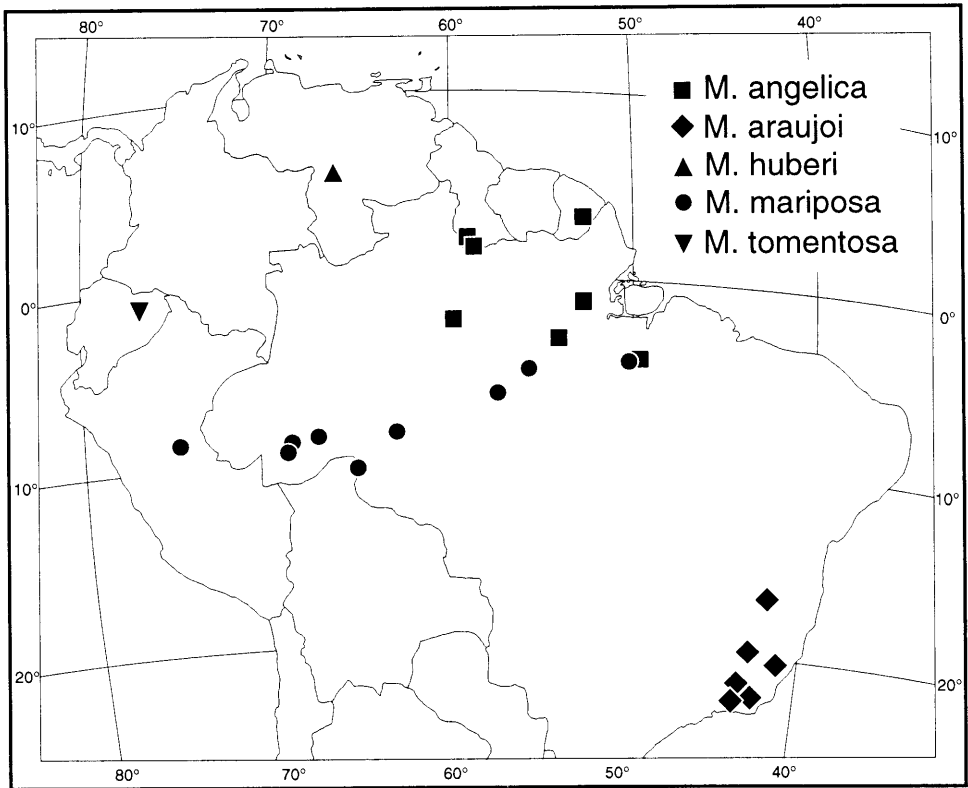 80° 70° 60° 50° 40°
M. angelica
10° M. araujoi 10°
M. huberi
M. mariposa
M. tomentosa
0° 0°
10° 10°
20° 20°
80° 70° 60° 50° 40°